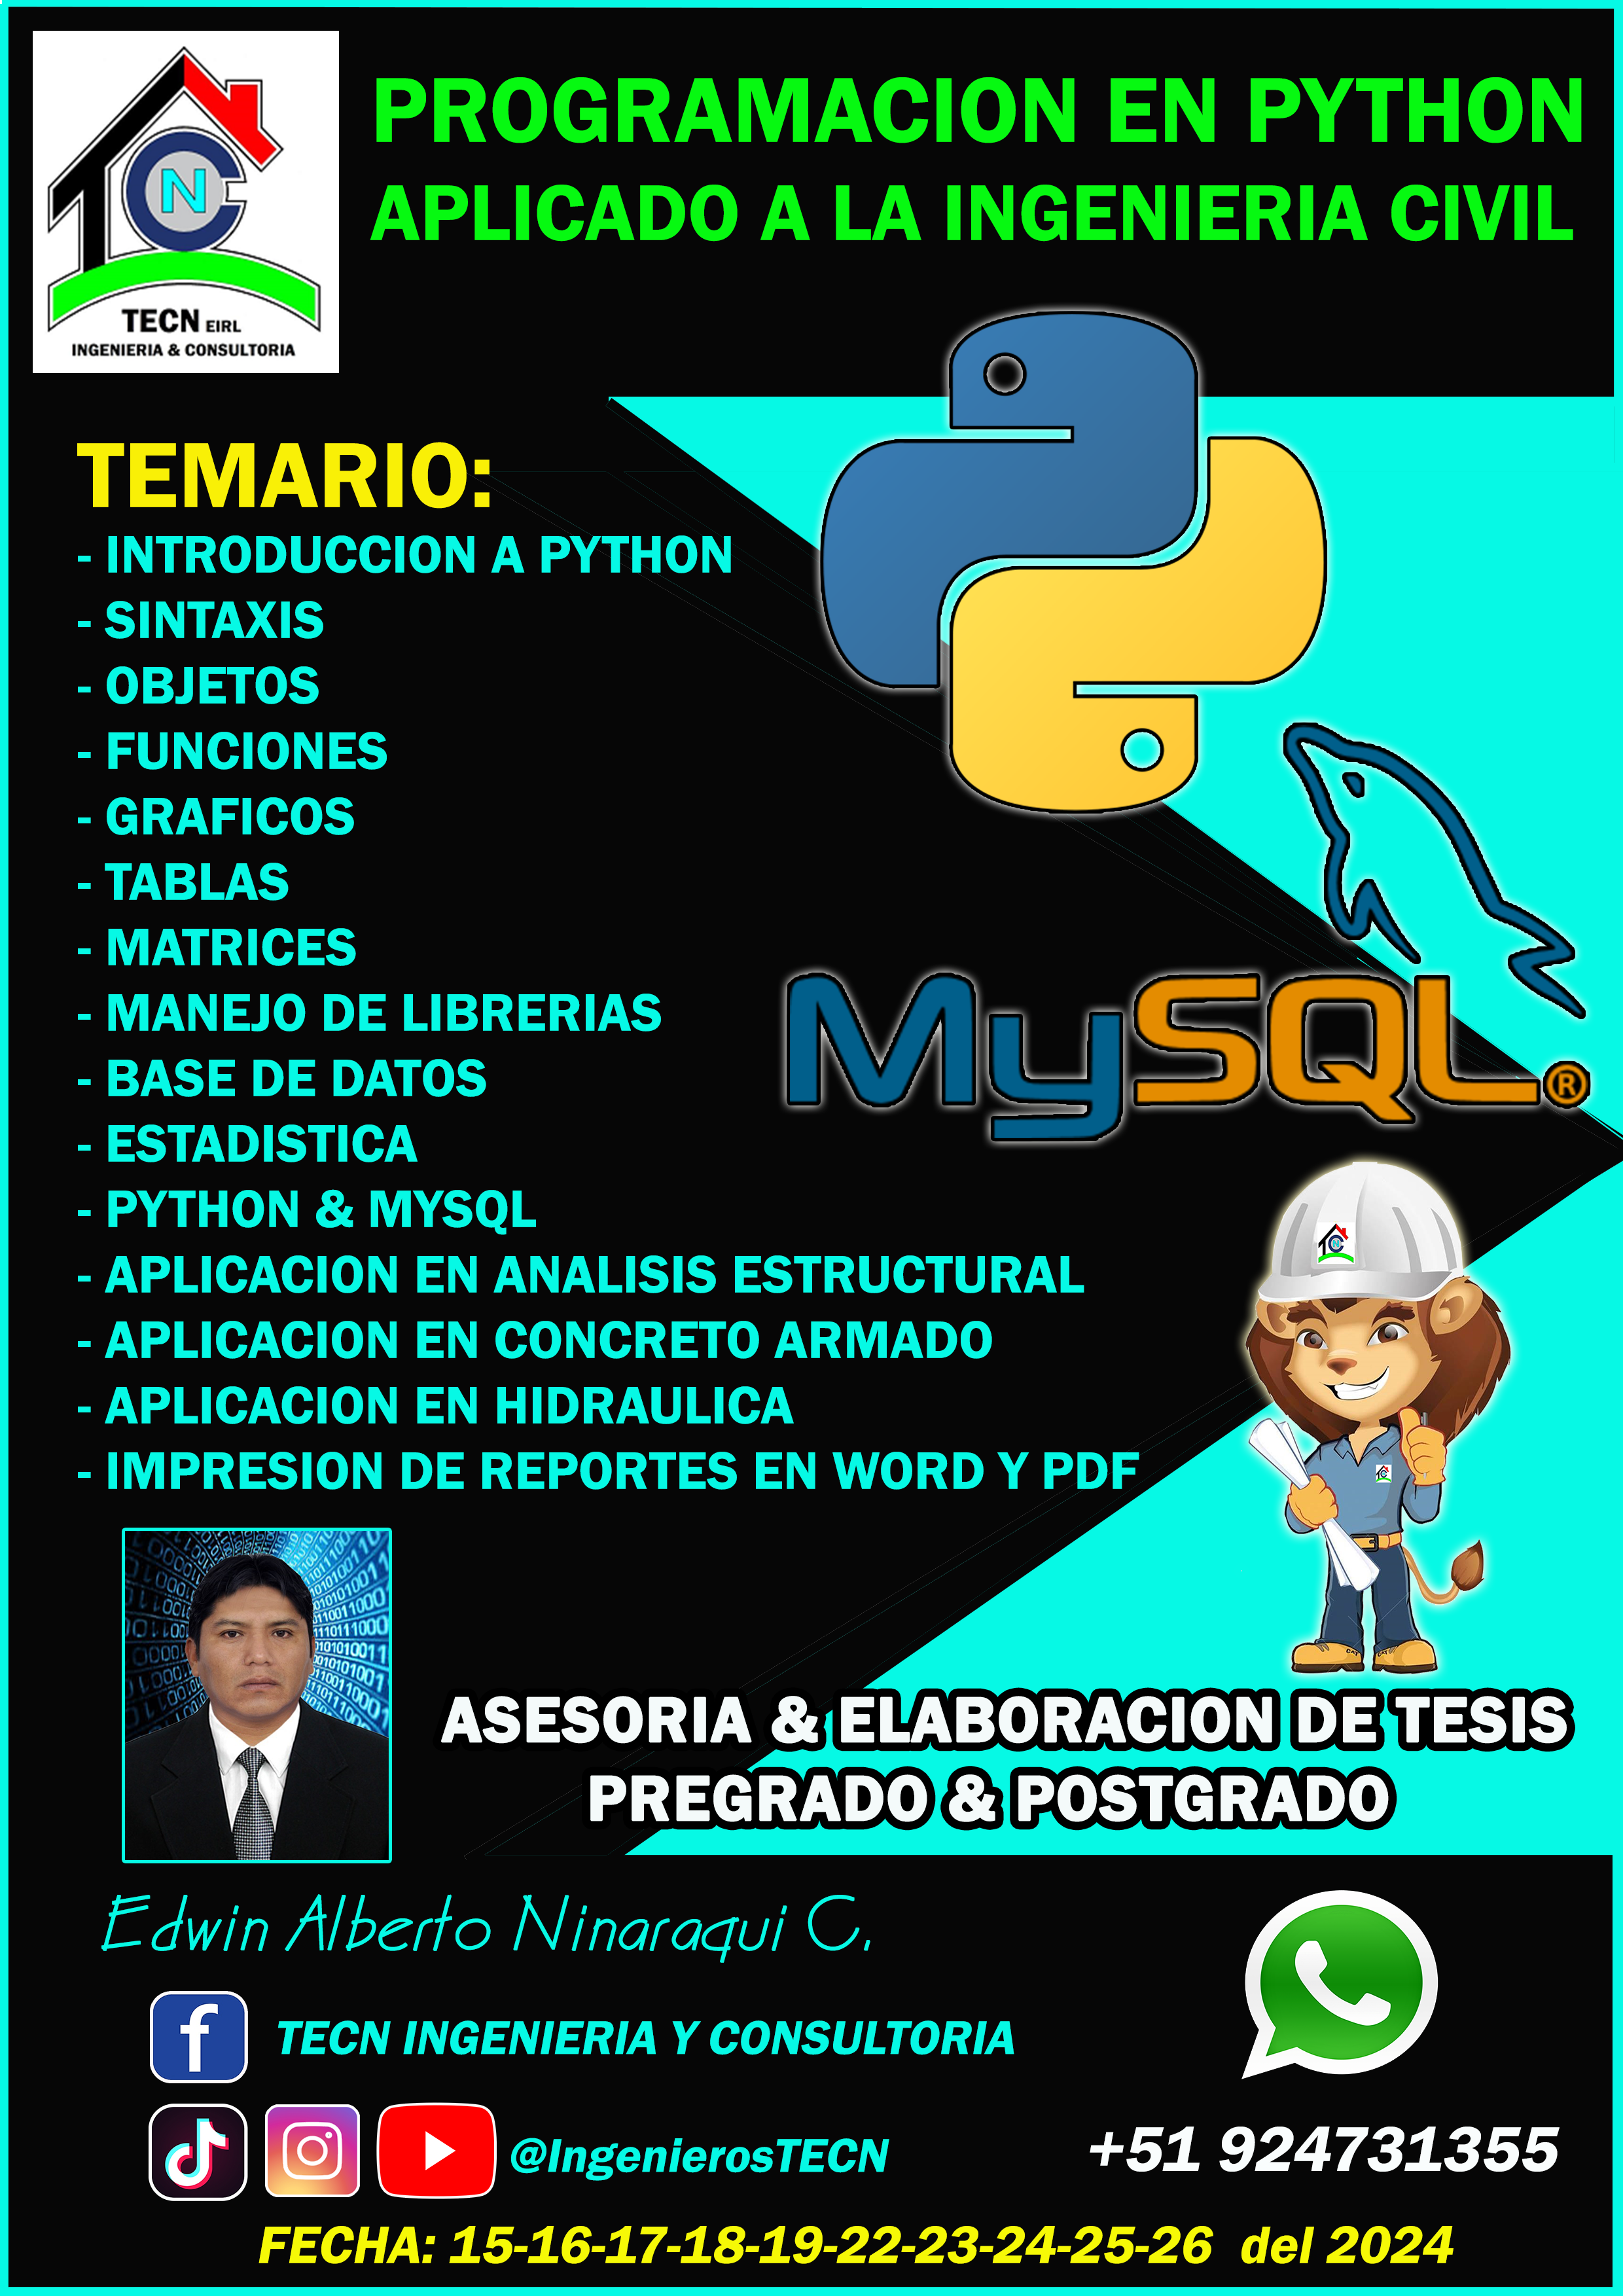 PROGRAMACION EN PYTHON
APLICADO A LA INGENIERIA CIVIL
TCN
TECN EIRL
INGENIERIA & CONSULTORIA
TEMARIO:
- INTRODUCCION A PYTHON
- SINTAXIS
- OBJETOS
- FUNCIONES
- GRAFICOS
- TABLAS
- MATRICES
- MANEJO DE LIBRERIAS
- BASE DE DATOS
- ESTADISTICA
- PYTHON & MYSQL
- APLICACION EN ANALISIS ESTRUCTURAL
- APLICACION EN CONCRETO ARMADO
- APLICACION EN HIDRAULICA
- IMPRESION DE REPORTES EN WORD Y PDF
MySQL®
ASESORIA & ELABORACION DE TESIS
PREGRADO & POSTGRADO
Edwin Alberto Ninaraqui C.
TECN INGENIERIA Y CONSULTORIA
@IngenierosTECN
+51 924731355
FECHA: 15-16-17-18-19-22-23-24-25-26 del 2024